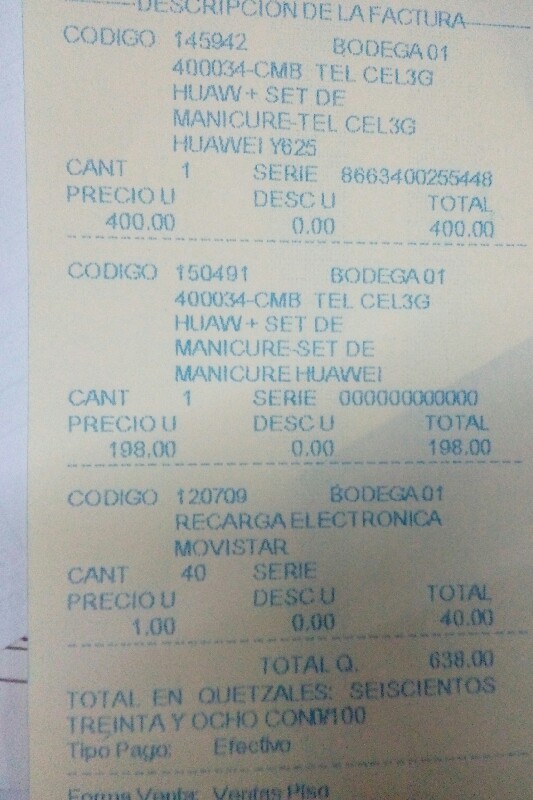 DESCRIPCION DE LA FACTURA
CODIGO 145942 BODEGA 01
400034-CMB TEL CEL3G
HUAW + SET DE
MANICURE-TEL CEL3G
HUAWEI Y625
CANT 1 SERIE 8663400255448
PRECIO U DESC U TOTAL
400.00 0.00 400.00
CODIGO 150491 BODEGA 01
400034-CMB TEL CEL3G
HUAW + SET DE
MANICURE-SET DE
MANICURE HUAWEI
CANT 1 SERIE 000000000000
PRECIO U DESC U TOTAL
198.00 0.00 198.00
CODIGO 120709 BODEGA 01
RECARGA ELECTRONICA
MOVISTAR
CANT 40 SERIE
PRECIO U DESC U TOTAL
1.00 0.00 40.00
TOTAL Q. 638.00
TOTAL EN QUETZALES: SEISCIENTOS
TREINTA Y OCHO CON0/100
Tipo Pago: Efectivo
Forma Venta: Ventas Piso